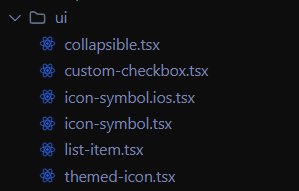 ui
collapsible.tsx
custom-checkbox.tsx
icon-symbol.ios.tsx
icon-symbol.tsx
list-item.tsx
themed-icon.tsx